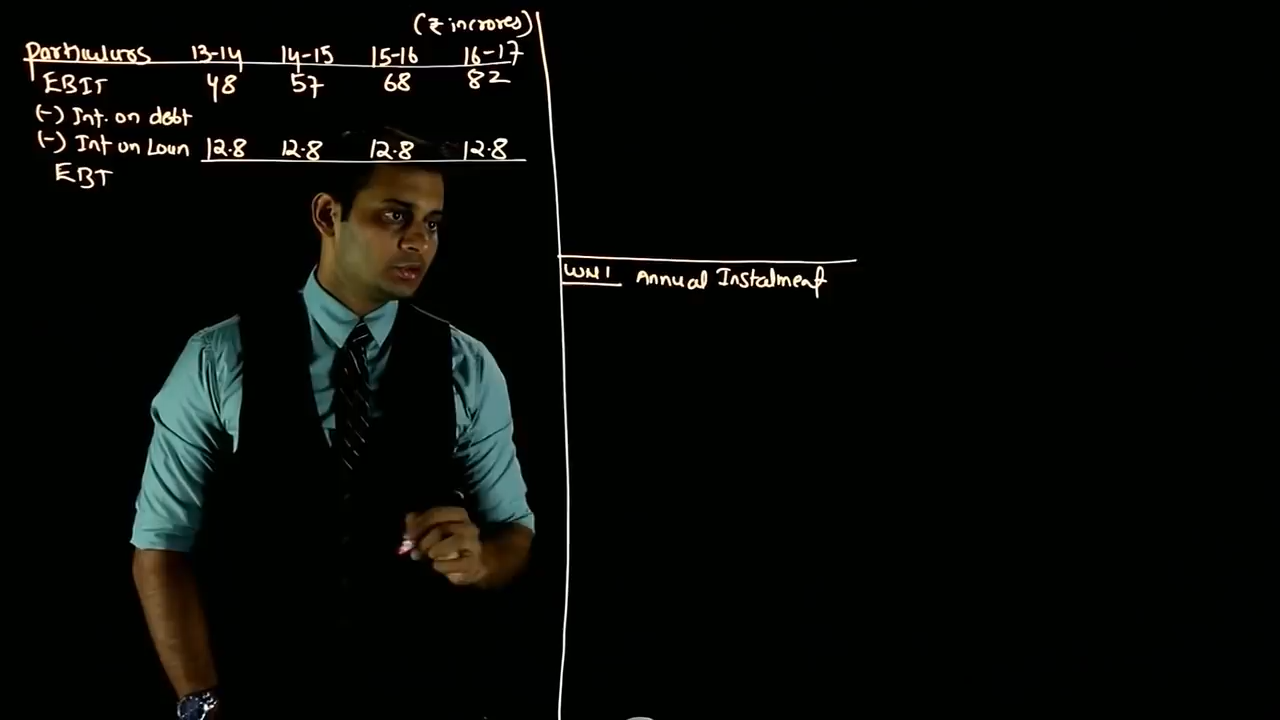 (₹ in crores)
Particulars 13-14 14-15 15-16 16-17
EBIT 48 57 68 82
(-) Int. on debt
(-) Int on Loan 12.8 12.8 12.8 12.8
EBT
WN1 Annual Instalment